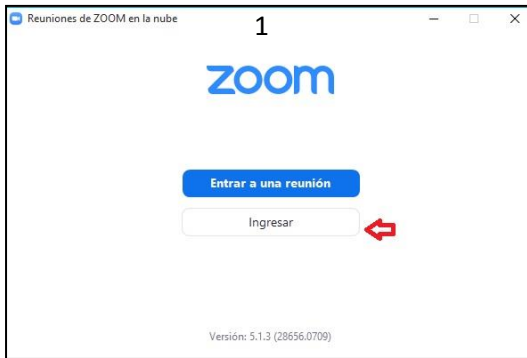 Reuniones de ZOOM en la nube
1
zoom
Entrar a una reunión
Ingresar
Versión: 5.1.3 (28656.0709)